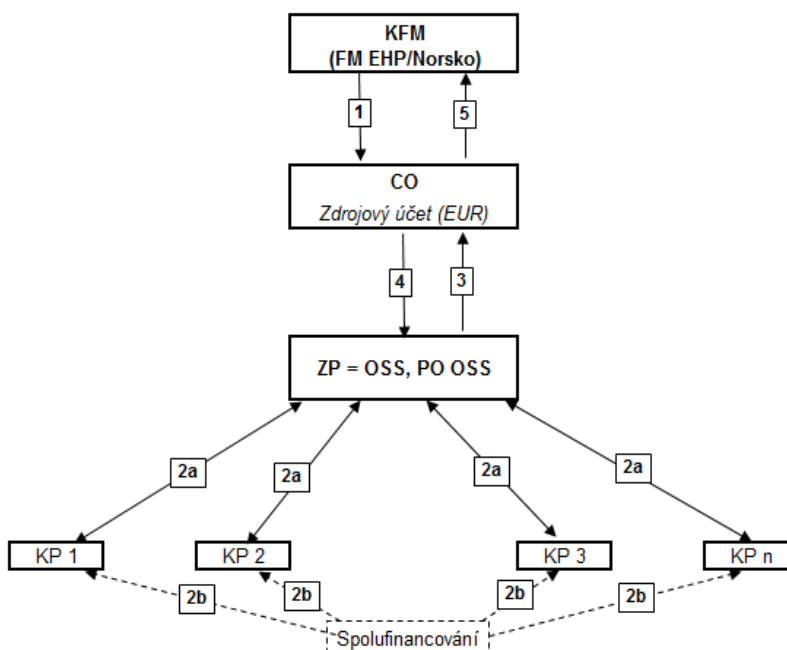 KFM
(FM EHP/Norsko)
1
5
CO
Zdrojový účet (EUR)
4
3
ZP = OSS, PO OSS
2a
2a
2a
2a
KP 1
KP 2
KP 3
KP n
2b
2b
2b
2b
Spolufinancování